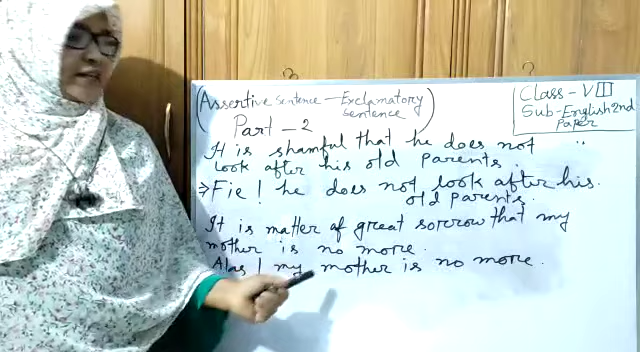 (Assertive Sentence — Exclamatory Sentence)
Part - 2
Class - VIII
Sub - English 2nd
Paper
It is shamful that he does not
look after his old parents.
⇒ Fie! he does not look after his
old parents.
It is matter of great sorrow that my
mother is no more.
Alas! my mother is no more.